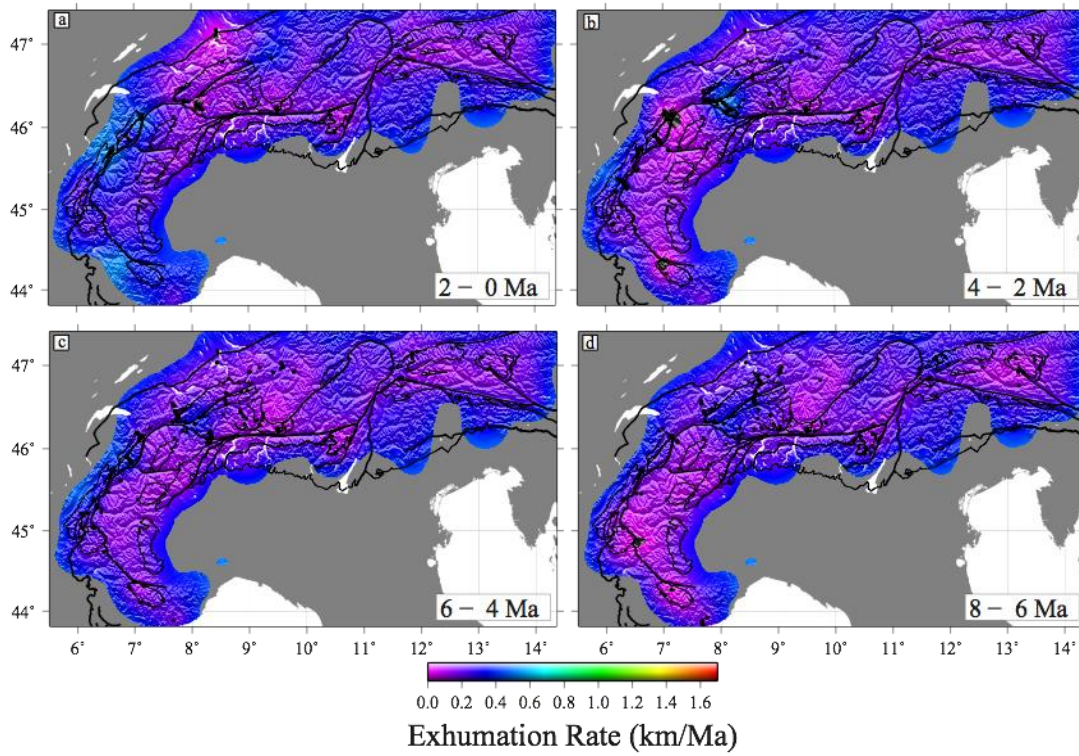 a
b
47°
46°
45°
44°
2 – 0 Ma
4 – 2 Ma
c
d
47°
46°
45°
44°
6 – 4 Ma
8 – 6 Ma
6° 7° 8° 9° 10° 11° 12° 13° 14° 6° 7° 8° 9° 10° 11° 12° 13° 14°
0.0 0.2 0.4 0.6 0.8 1.0 1.2 1.4 1.6
Exhumation Rate (km/Ma)